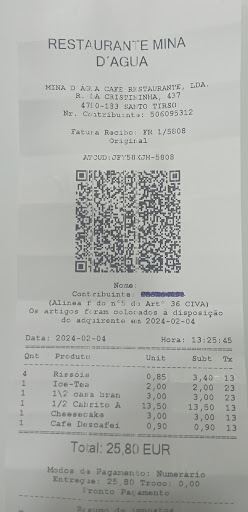 RESTAURANTE MINA
D'AGUA
MINA D AGUA CAFE RESTAURANTE, LDA.
R. DA CRISTININHA, 437
4780-183 SANTO TIRSO
Nr. Contribuinte: 506095312
Fatura Recibo: FR 1/5808
Original
Nome:
Contribuinte:
(Alinea f do nº5 do Artº 36 CIVA)
Os artigos foram colocados a disposição
do adquirente em 2024-02-04
Data: 2024-02-04 Hora: 13:25:45
Qnt Produto Unit Subt Tx
4 Rissois 0,85 3,40 13
1 Ice-Tea 2,00 2,00 23
1 1\2 casa bran 3,00 3,00 23
1 1/2 Cabrito A 13,50 13,50 13
1 Cheesecake 3,00 3,00 13
1 Cafe Descafei 0,90 0,90 13
Total: 25,80 EUR
Modos de Pagamento: Numerario
Entregue: 25,80 Troco: 0,00
Pronto Pagamento
Resumo de impostos